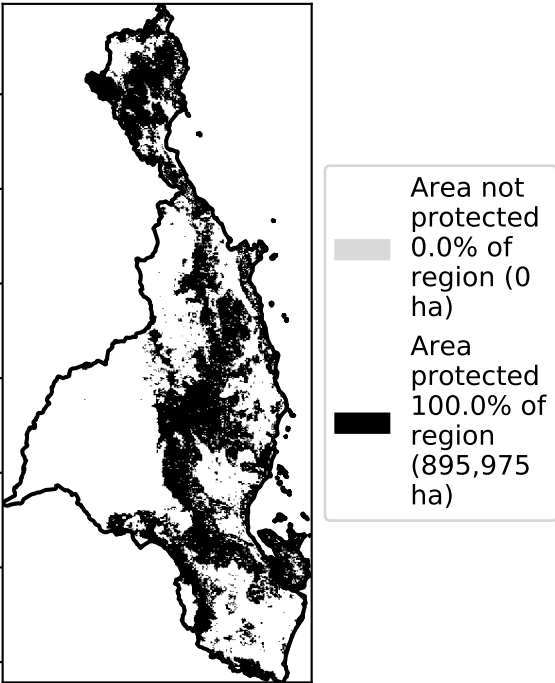 Area not
protected
0.0% of
region (0
ha)
Area
protected
100.0% of
region
(895,975
ha)